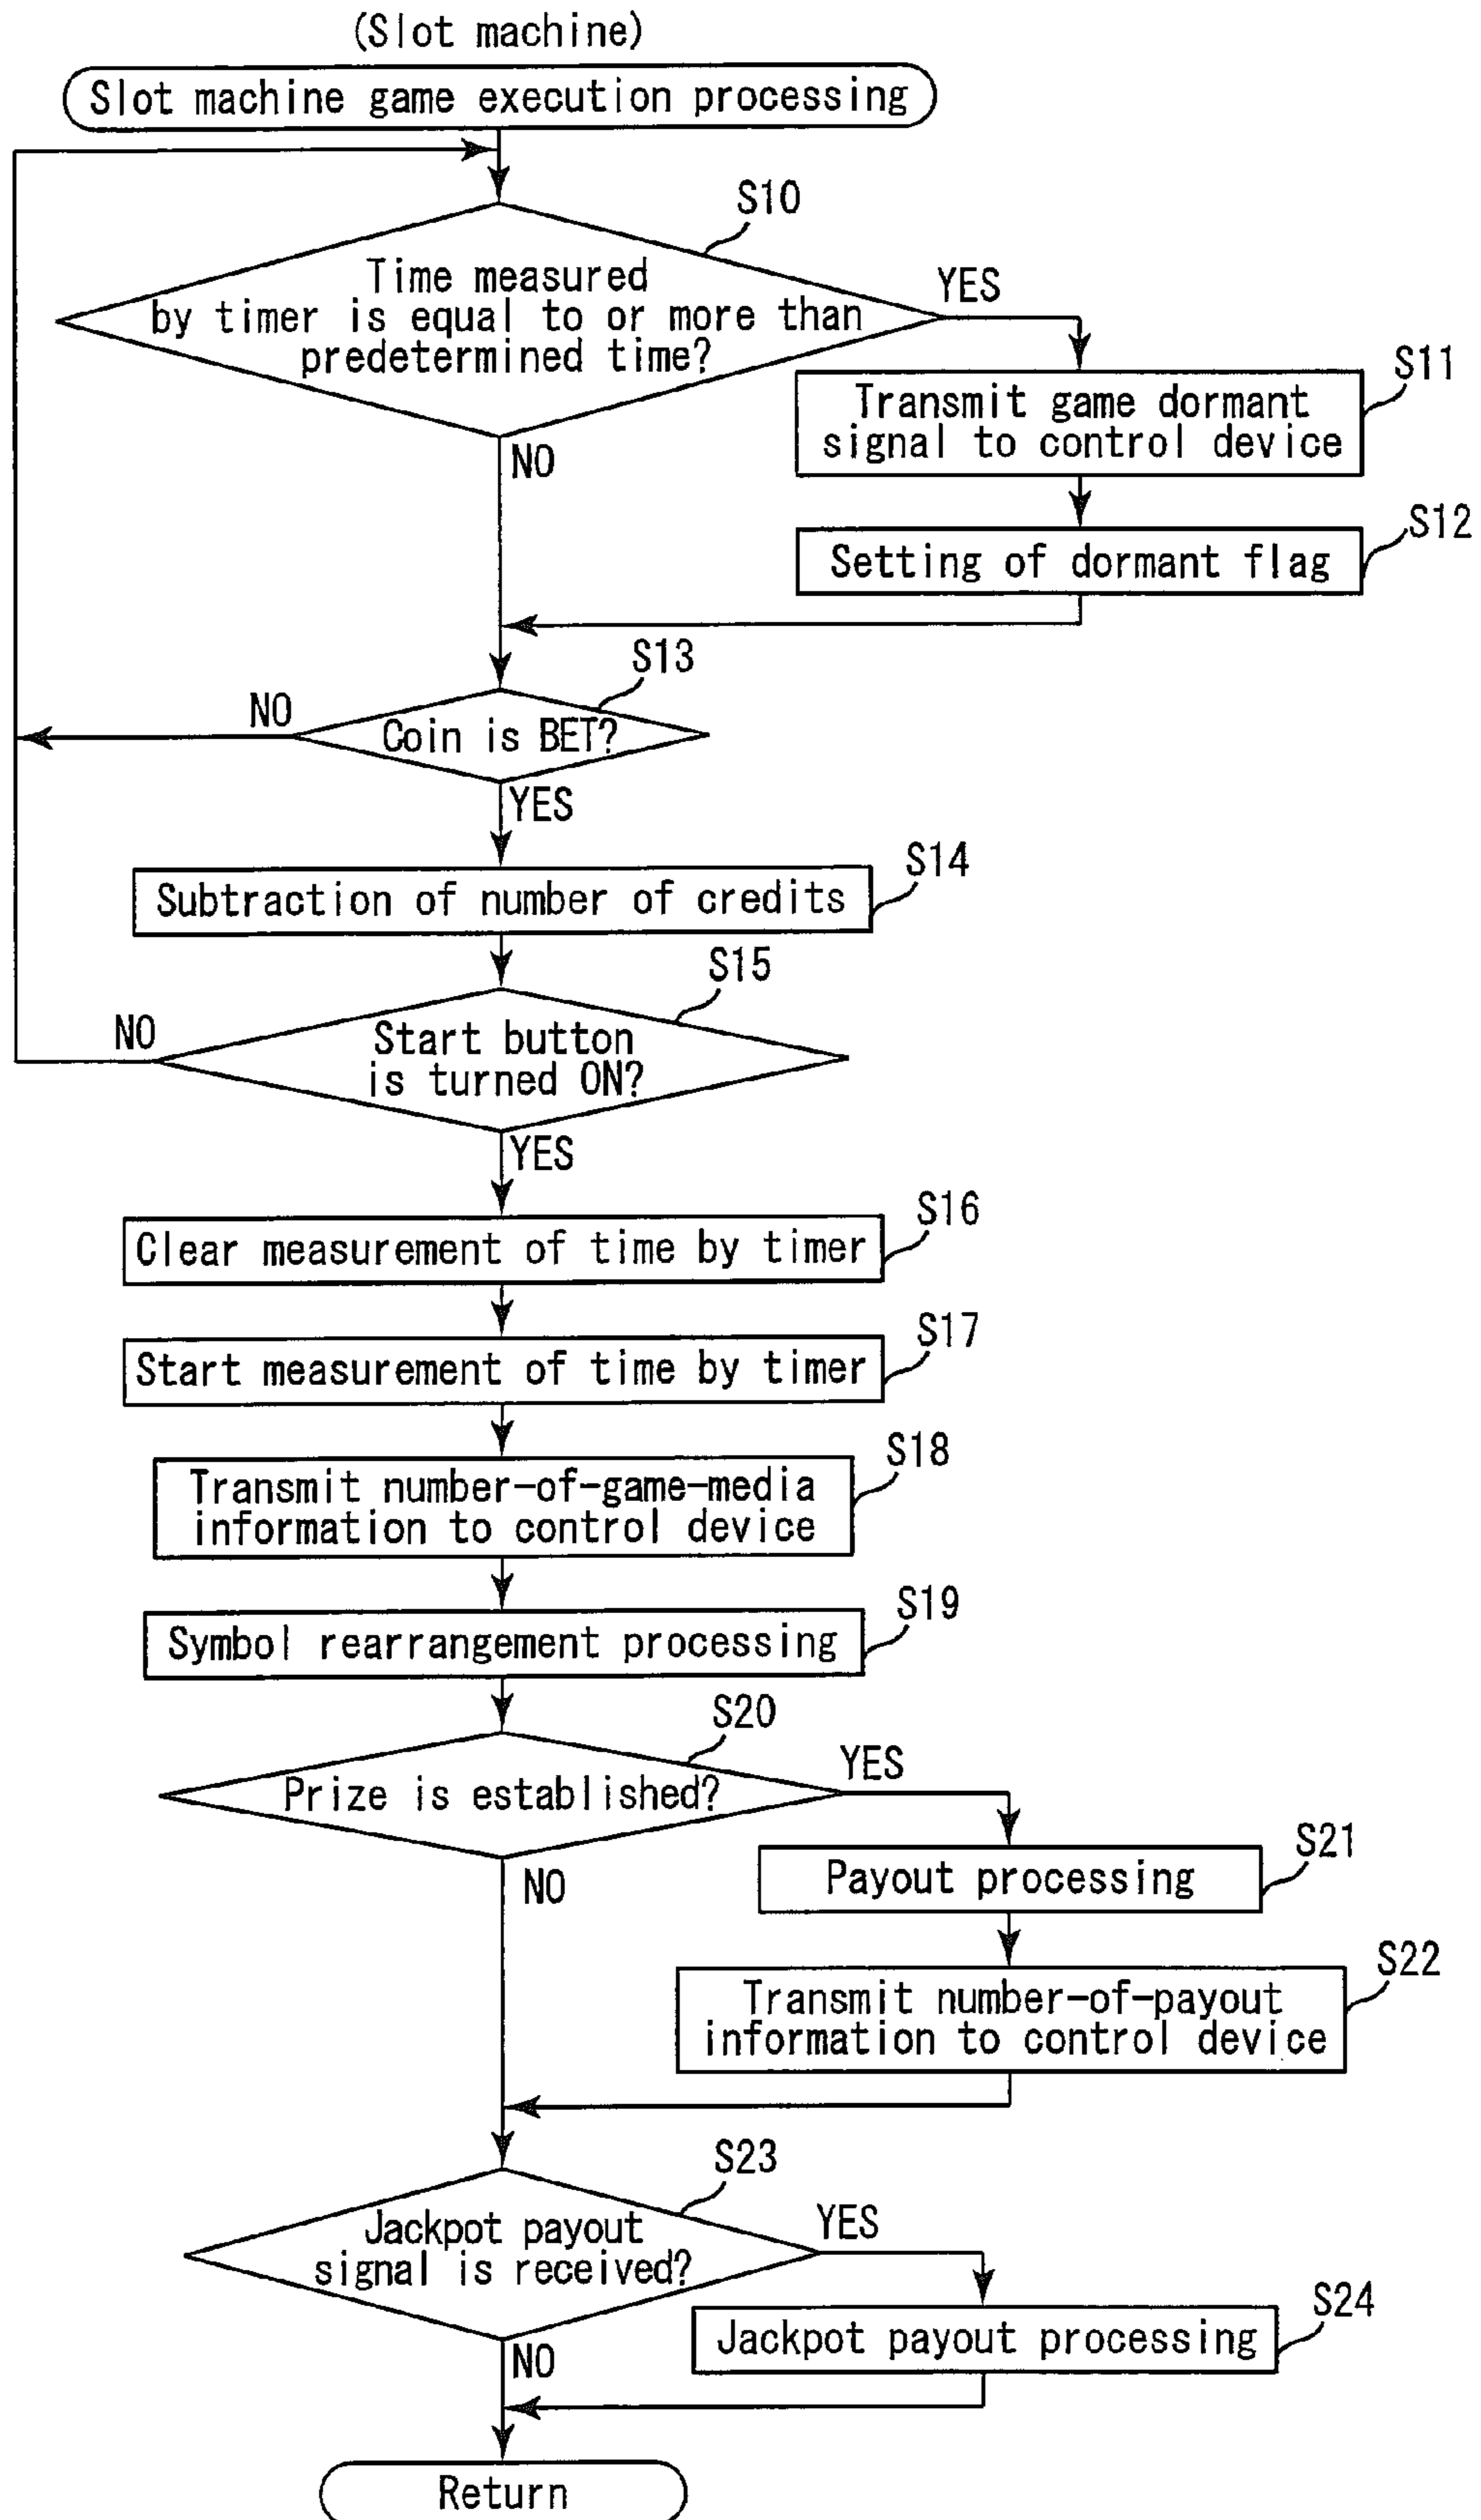 (Slot machine)
Slot machine game execution processing
S10
Time measured
by timer is equal to or more than
predetermined time?
YES
NO
S11
Transmit game dormant
signal to control device
S12
Setting of dormant flag
S13
Coin is BET?
NO
YES
S14
Subtraction of number of credits
S15
Start button
is turned ON?
NO
YES
S16
Clear measurement of time by timer
S17
Start measurement of time by timer
S18
Transmit number-of-game-media
information to control device
S19
Symbol rearrangement processing
S20
Prize is established?
YES
NO
S21
Payout processing
S22
Transmit number-of-payout
information to control device
S23
Jackpot payout
signal is received?
YES
NO
S24
Jackpot payout processing
Return